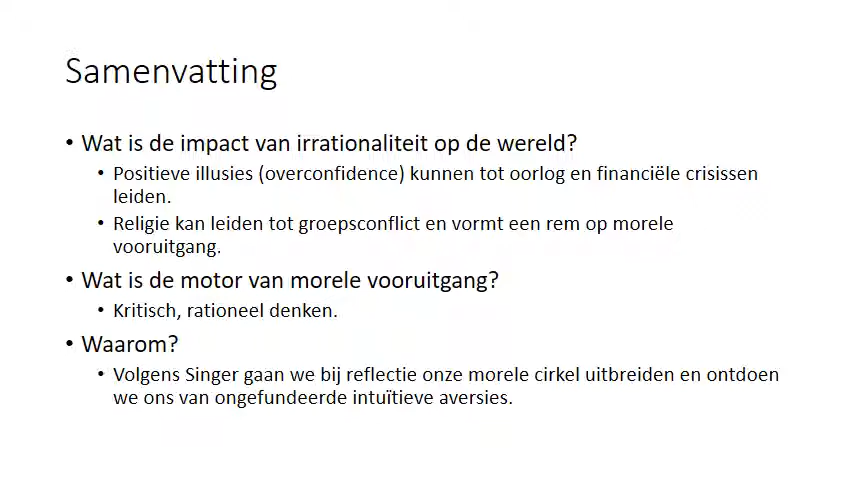 Samenvatting
• Wat is de impact van irrationaliteit op de wereld?
• Positieve illusies (overconfidence) kunnen tot oorlog en financiële crisissen
leiden.
• Religie kan leiden tot groepsconflict en vormt een rem op morele
vooruitgang.
• Wat is de motor van morele vooruitgang?
• Kritisch, rationeel denken.
• Waarom?
• Volgens Singer gaan we bij reflectie onze morele cirkel uitbreiden en ontdoen
we ons van ongefundeerde intuïtieve aversies.